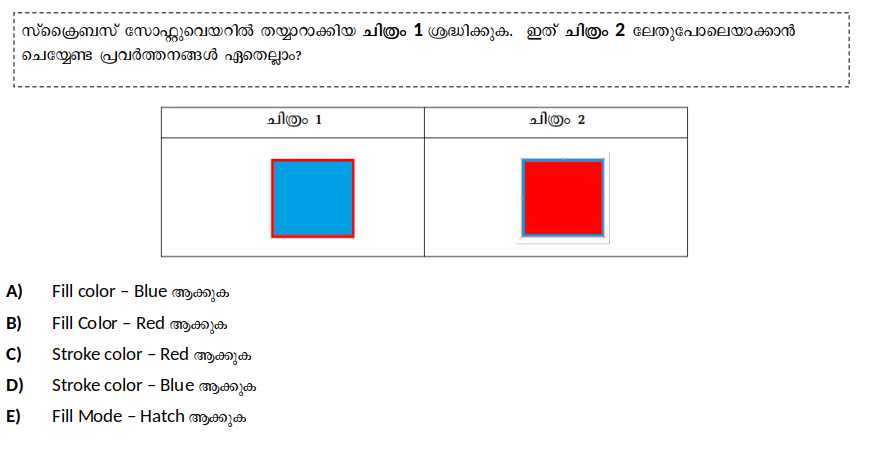 സ്ക്രൈബസ് സോഫ്റ്റുവെയറിൽ തയ്യാറാക്കിയ ചിത്രം 1 ശ്രദ്ധിക്കുക. ഇത് ചിത്രം 2 ലേതുപോലെയാക്കാൻ
ചെയ്യേണ്ട പ്രവർത്തനങ്ങൾ ഏതെല്ലാം?
ചിത്രം 1 ചിത്രം 2
A) Fill color – Blue ആക്കുക
B) Fill Color – Red ആക്കുക
C) Stroke color – Red ആക്കുക
D) Stroke color – Blue ആക്കുക
E) Fill Mode – Hatch ആക്കുക